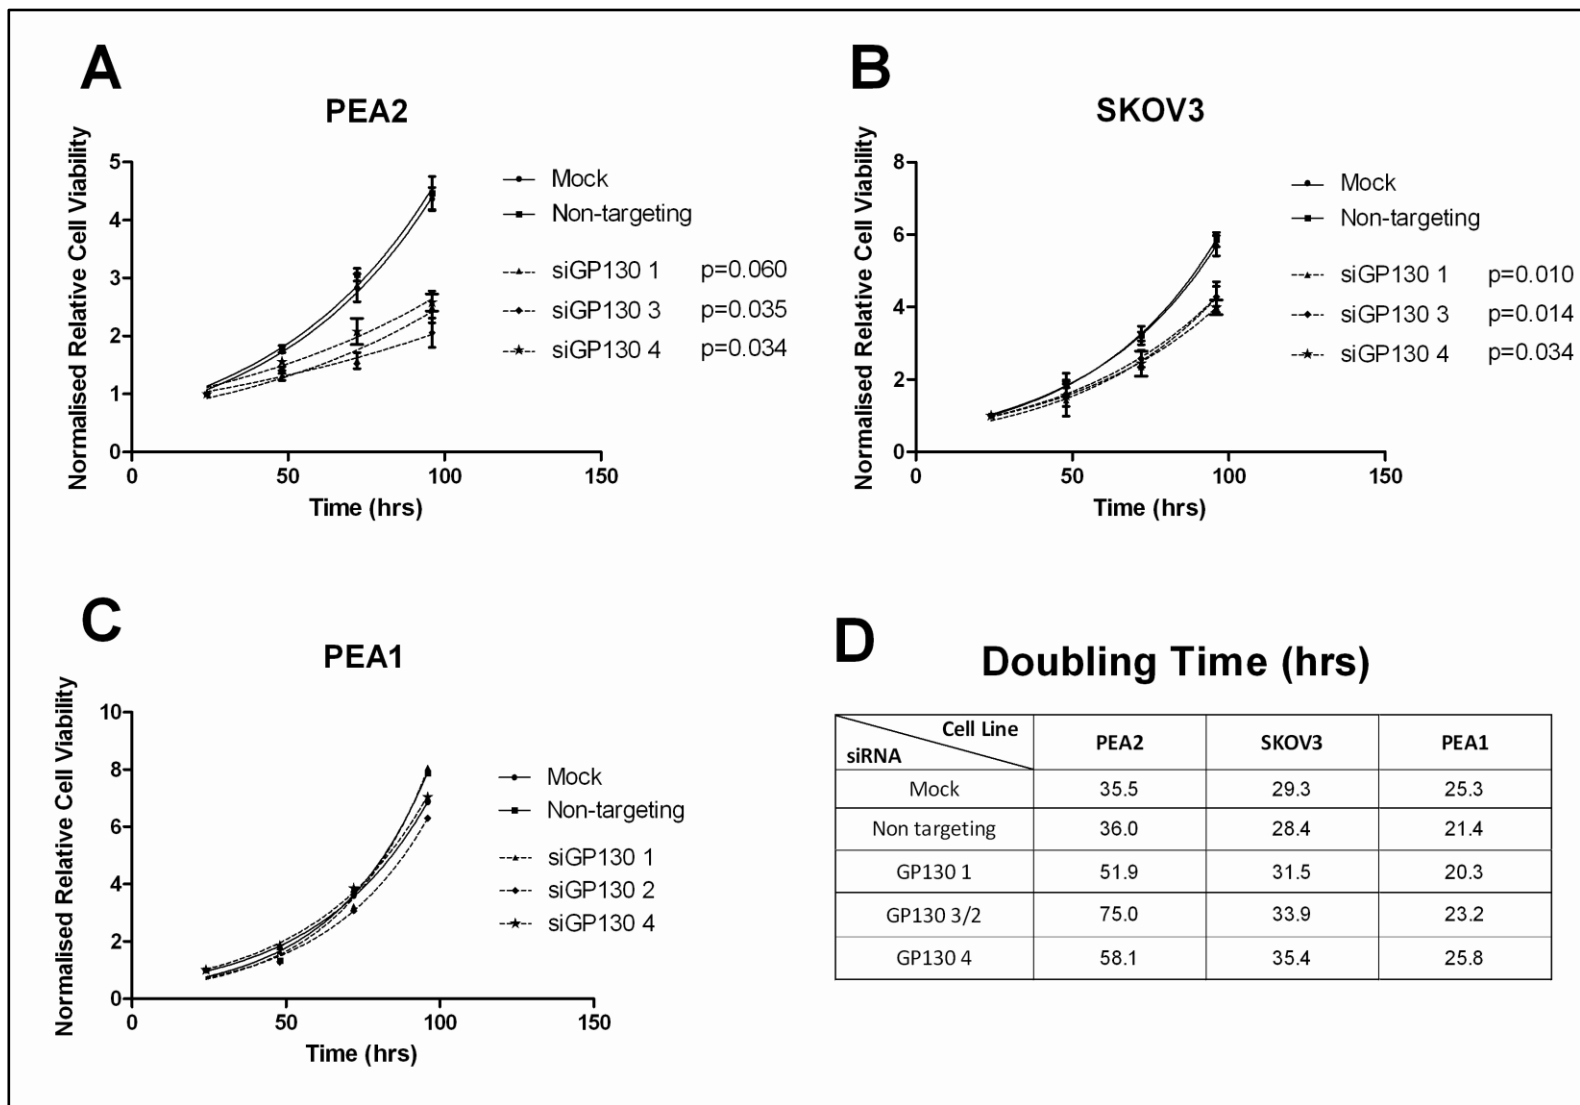 A
PEA2
Normalised Relative Cell Viability
5
4
3
2
1
0
0 50 100 150
Time (hrs)
Mock
Non-targeting
siGP130 1 p=0.060
siGP130 3 p=0.035
siGP130 4 p=0.034
B
SKOV3
Normalised Relative Cell Viability
8
6
4
2
0
0 50 100 150
Time (hrs)
Mock
Non-targeting
siGP130 1 p=0.010
siGP130 3 p=0.014
siGP130 4 p=0.034
C
PEA1
Normalised Relative Cell Viability
10
8
6
4
2
0
0 50 100 150
Time (hrs)
Mock
Non-targeting
siGP130 1
siGP130 2
siGP130 4
D
Doubling Time (hrs)
Cell Line
siRNA
PEA2 SKOV3 PEA1
Mock 35.5 29.3 25.3
Non targeting 36.0 28.4 21.4
GP130 1 51.9 31.5 20.3
GP130 3/2 75.0 33.9 23.2
GP130 4 58.1 35.4 25.8